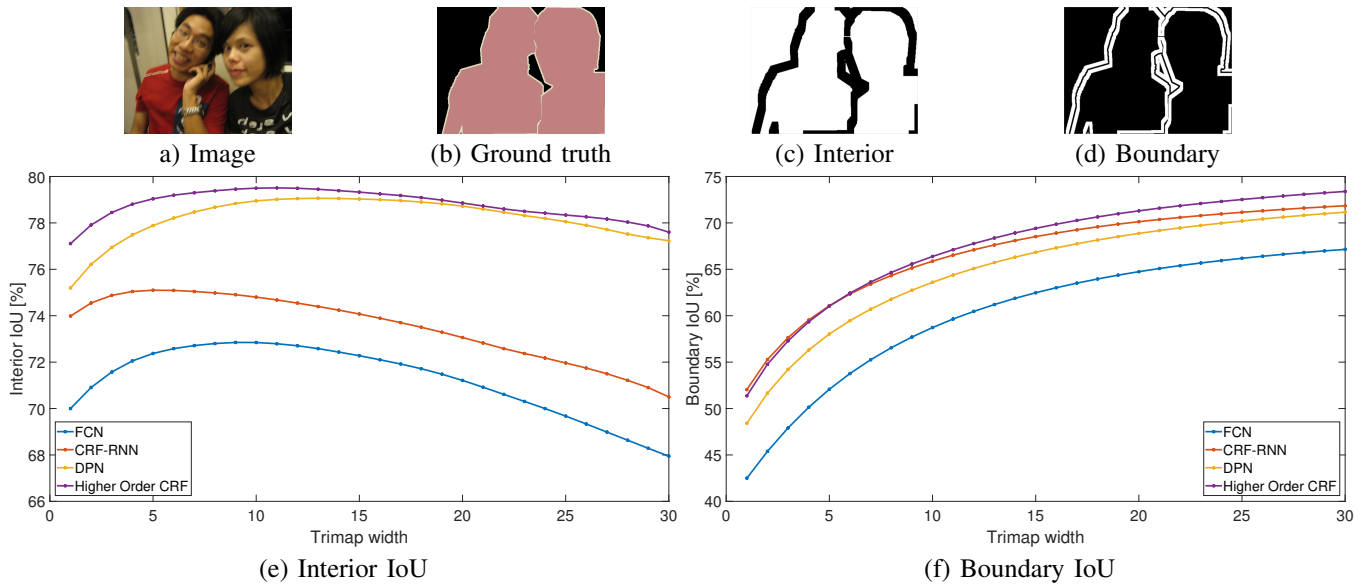 a) Image
(b) Ground truth
(c) Interior
(d) Boundary
80
78
76
74
72
70
68
66
Interior IoU [%]
FCN
CRF-RNN
DPN
Higher Order CRF
0
5
10
15
20
25
30
Trimap width
(e) Interior IoU
75
70
65
60
55
50
45
40
Boundary IoU [%]
FCN
CRF-RNN
DPN
Higher Order CRF
0
5
10
15
20
25
30
Trimap width
(f) Boundary IoU